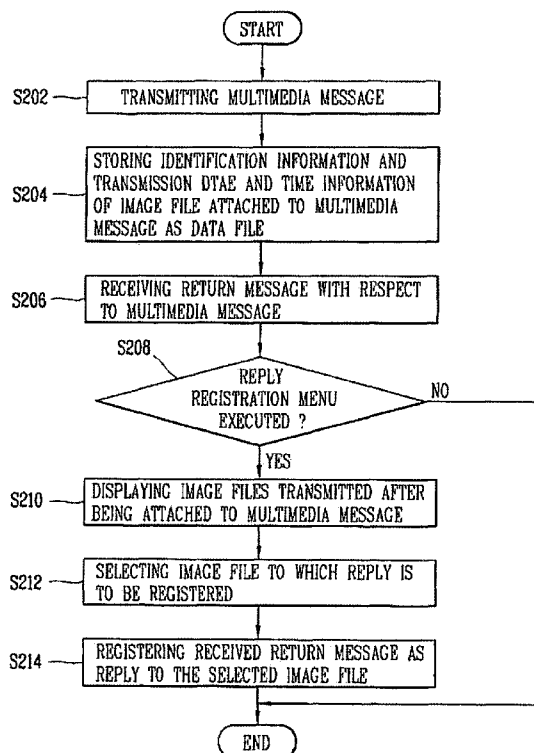 START
S202
TRANSMITTING MULTIMEDIA MESSAGE
S204
STORING IDENTIFICATION INFORMATION AND
TRANSMISSION DTAE AND TIME INFORMATION
OF IMAGE FILE ATTACHED TO MULTIMEDIA
MESSAGE AS DATA FILE
S206
RECEIVING RETURN MESSAGE WITH RESPECT
TO MULTIMEDIA MESSAGE
S208
REPLY
REGISTRATION MENU
EXECUTED ?
NO
YES
S210
DISPLAYING IMAGE FILES TRANSMITTED AFTER
BEING ATTACHED TO MULTIMEDIA MESSAGE
S212
SELECTING IMAGE FILE TO WHICH REPLY IS
TO BE REGISTERED
S214
REGISTERING RECEIVED RETURN MESSAGE AS
REPLY TO THE SELECTED IMAGE FILE
END